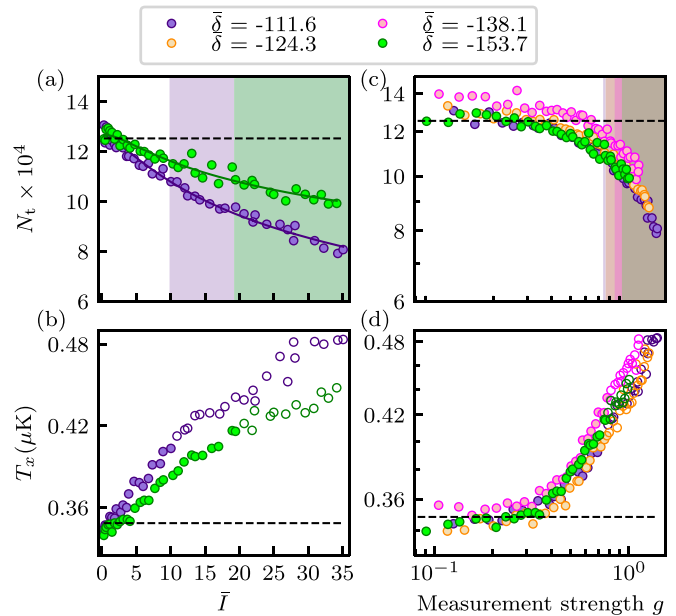 δ̄ = -111.6
δ̄ = -138.1
δ̄ = -124.3
δ̄ = -153.7
(a)
(c)
14
12
10
8
6
N_t × 10^4
14
12
10
8
6
(b)
(d)
0.48
0.42
0.36
T_x (μK)
0.48
0.42
0.36
0 5 10 15 20 25 30 35
10^−1 10^0
Ī
Measurement strength g